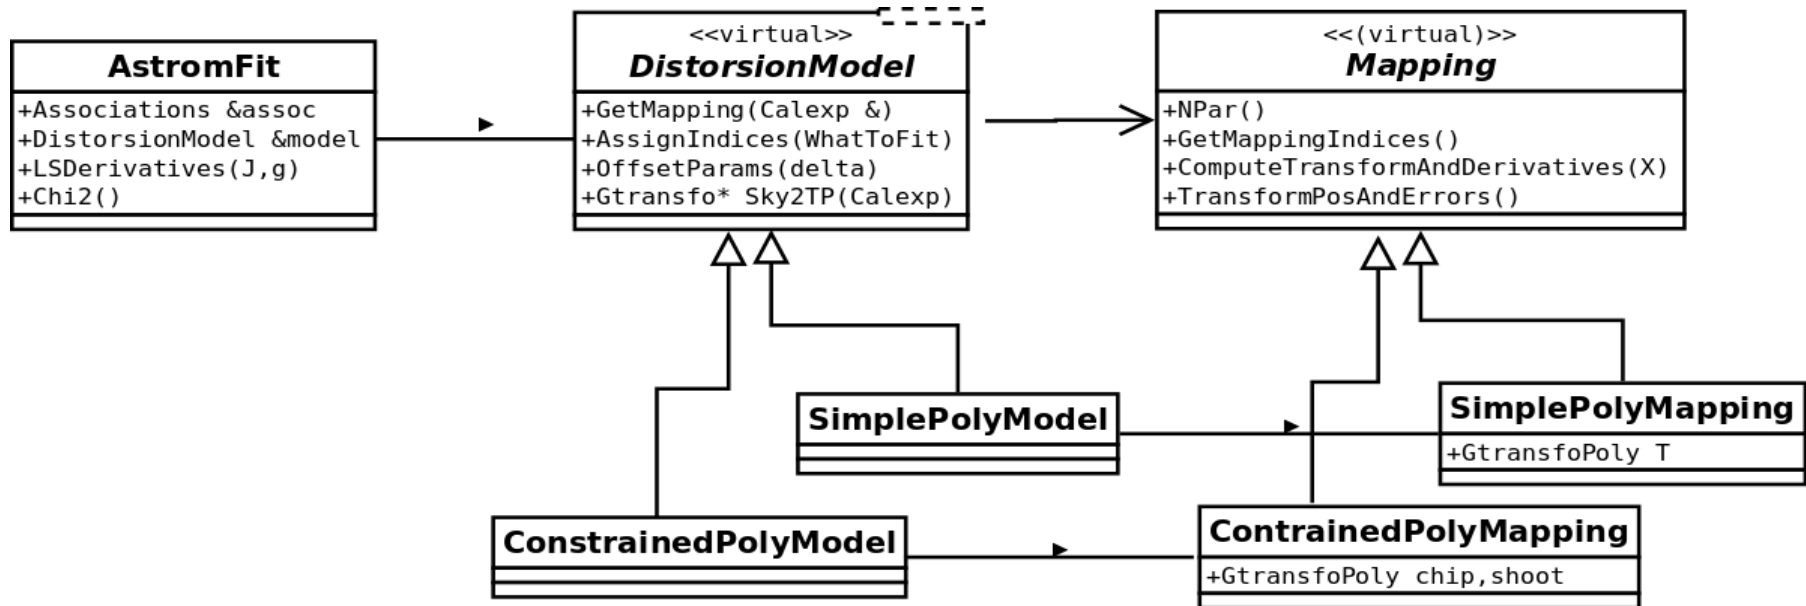 AstromFit
+Associations &assoc
+DistorsionModel &model
+LSDerivatives(J,g)
+Chi2()
<<virtual>>
DistorsionModel
+GetMapping(Calexp &)
+AssignIndices(WhatToFit)
+OffsetParams(delta)
+Gtransfo* Sky2TP(Calexp)
<<(virtual)>>
Mapping
+NPar()
+GetMappingIndices()
+ComputeTransformAndDerivatives(X)
+TransformPosAndErrors()
SimplePolyModel
SimplePolyMapping
+GtransfoPoly T
ConstrainedPolyModel
ContrainedPolyMapping
+GtransfoPoly chip,shoot